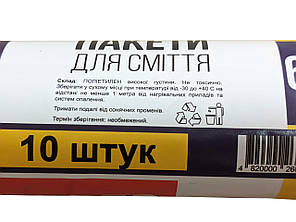 ПАКЕТИ
ДЛЯ СМІТТЯ
Склад: ПОЛІЕТИЛЕН високої густини. Не токсично.
Зберігати у сухому місці при температурі від -30 до +40 С на
відстані не менше 1 метра від нагрівальних приладів та
систем опалення.
Тримати подалі від сонячних променів.
Термін зберігання: необмежений.
10 штук
4 820000